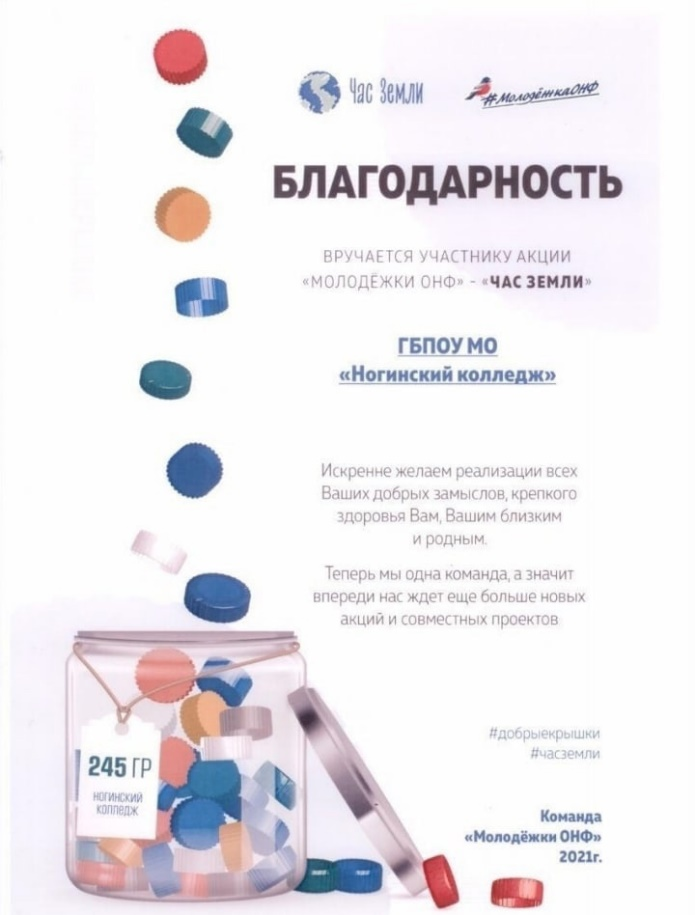 Час Земли
#МолодёжкаОНФ
БЛАГОДАРНОСТЬ
ВРУЧАЕТСЯ УЧАСТНИКУ АКЦИИ
«МОЛОДЁЖКИ ОНФ» - «ЧАС ЗЕМЛИ»
ГБПОУ МО
«Ногинский колледж»
Искренне желаем реализации всех
Ваших добрых замыслов, крепкого
здоровья Вам, Вашим близким
и родным.
Теперь мы одна команда, а значит
впереди нас ждет еще больше новых
акций и совместных проектов
245 ГР
НОГИНСКИЙ
КОЛЛЕДЖ
#добрыекрышки
#часземли
Команда
«Молодёжки ОНФ»
2021г.